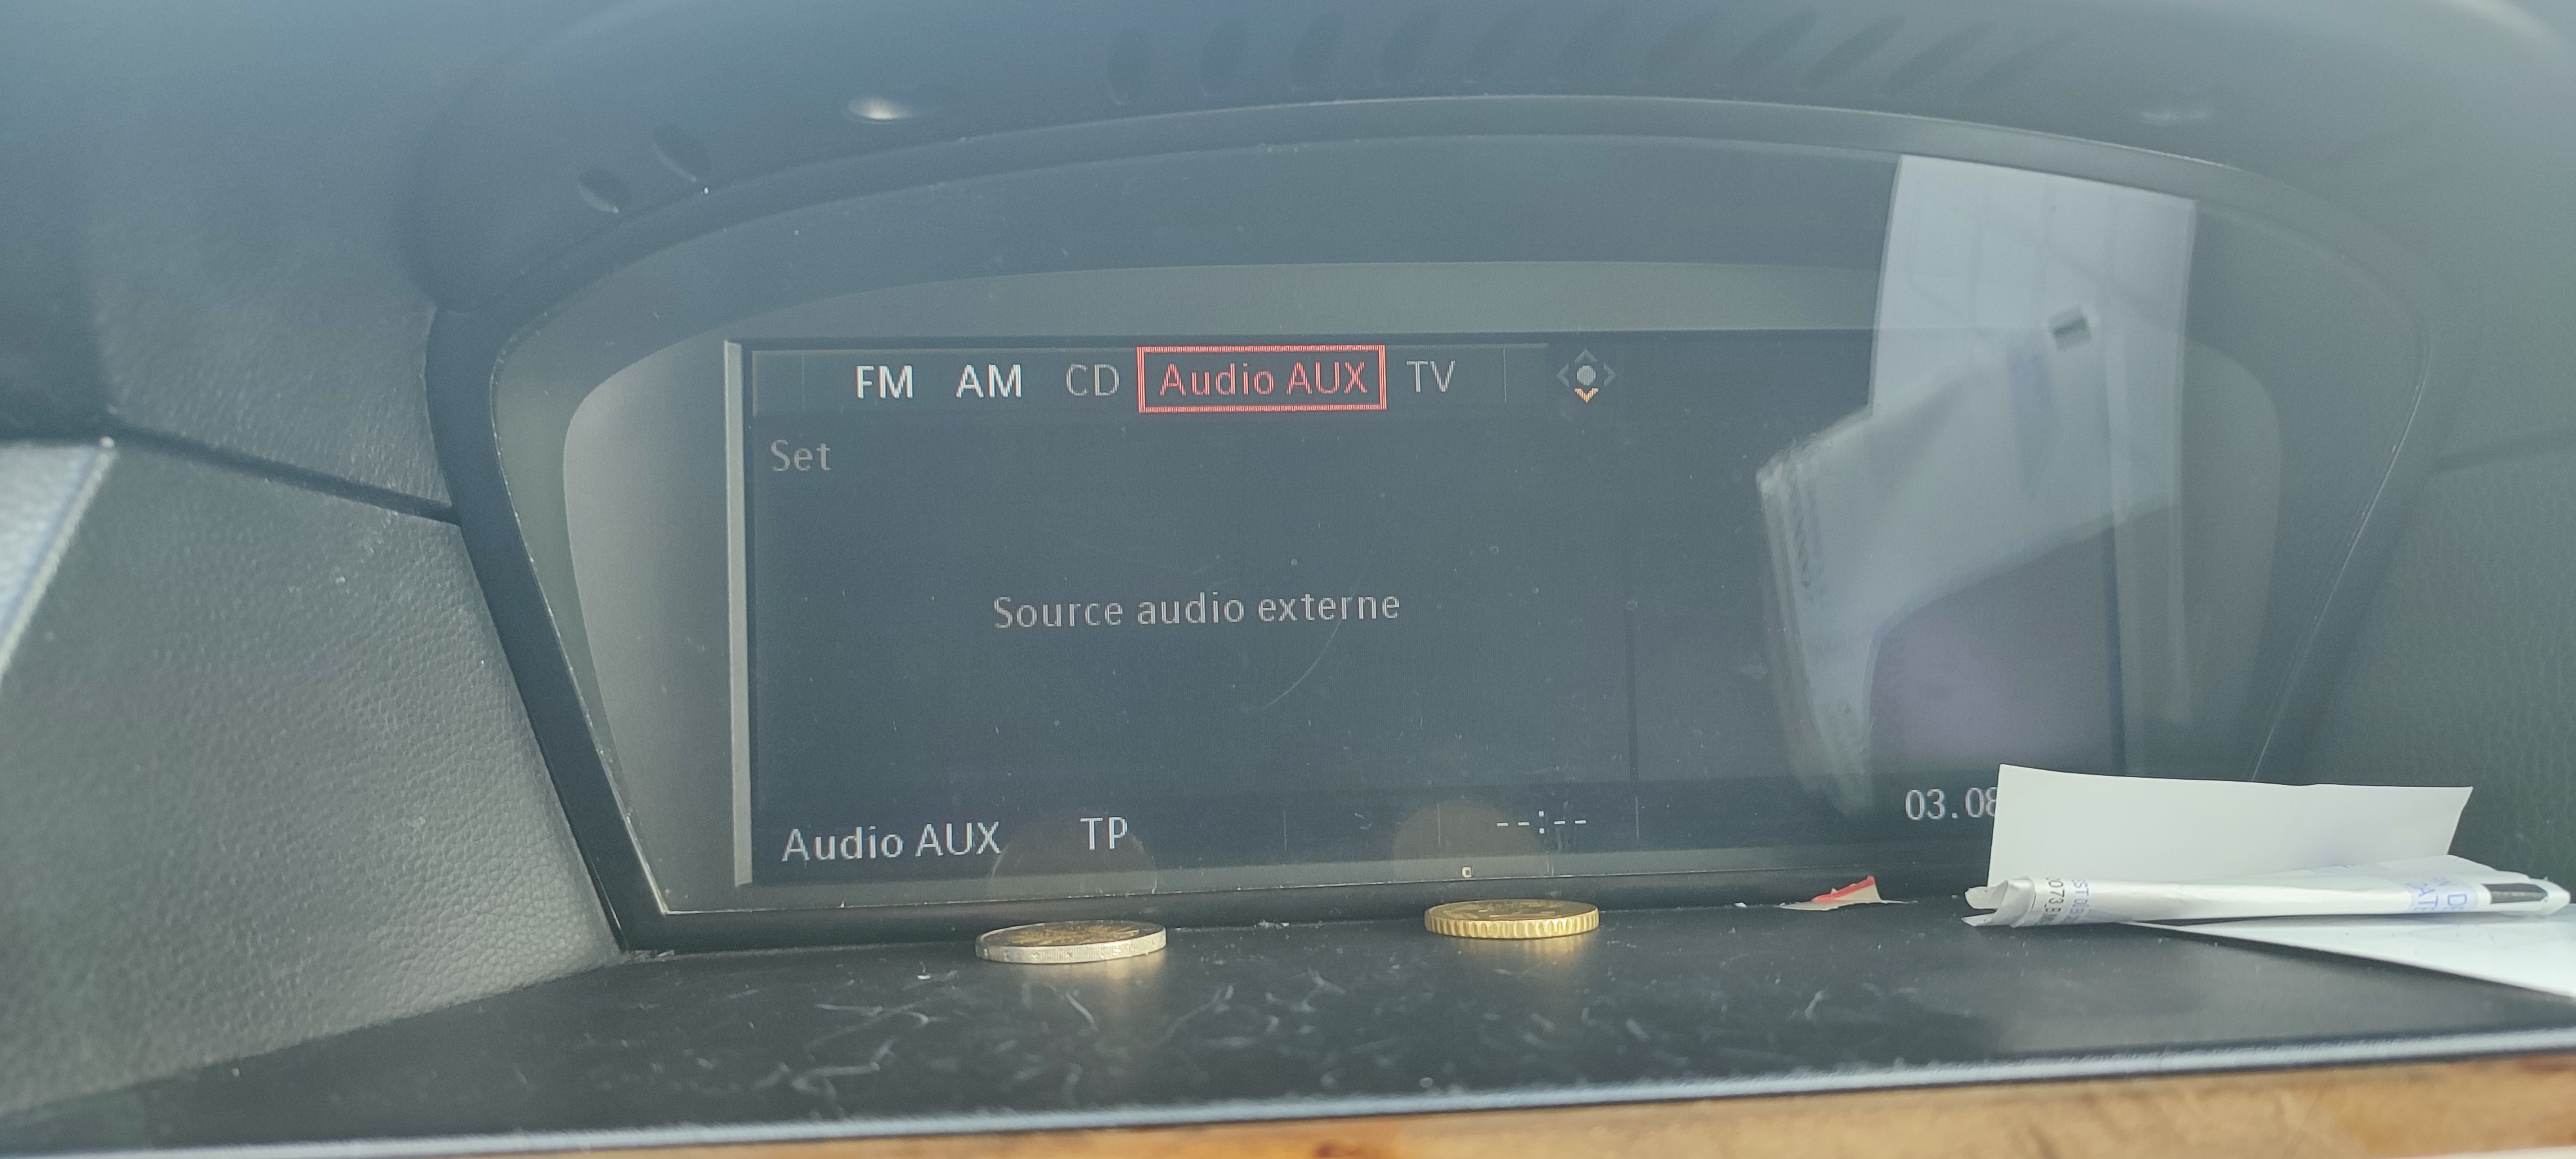 FM AM CD Audio AUX TV
Set
Source audio externe
Audio AUX TP --:-- 03.08